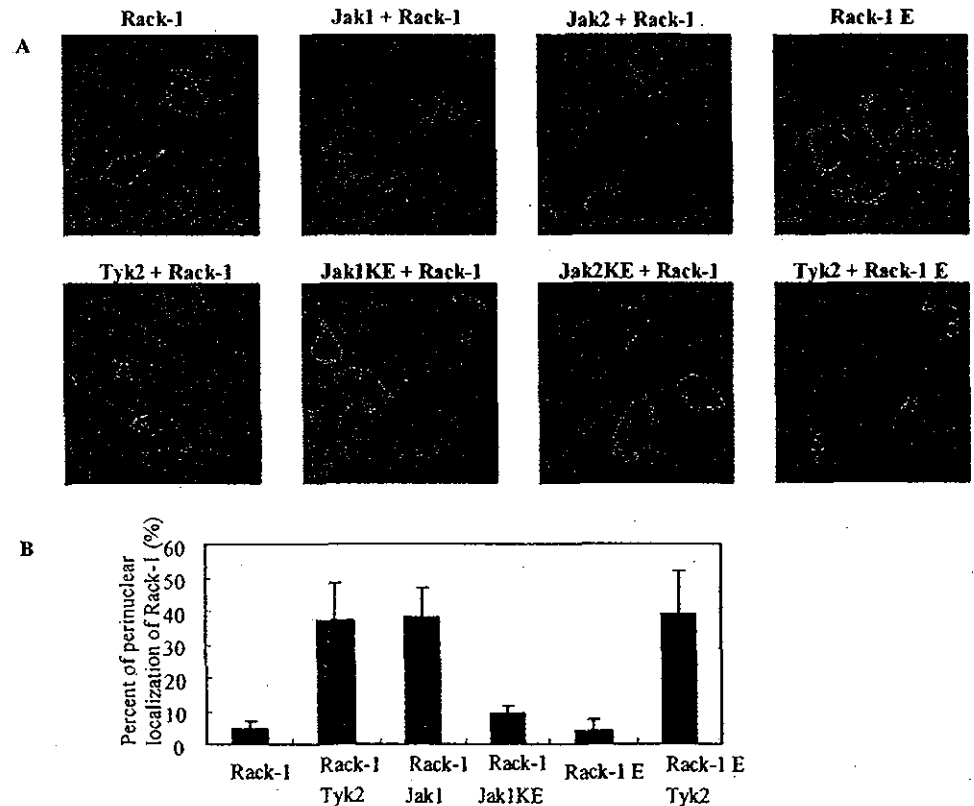 A
Rack-1
Jak1 + Rack-1
Jak2 + Rack-1
Rack-1 E
Tyk2 + Rack-1
Jak1KE + Rack-1
Jak2KE + Rack-1
Tyk2 + Rack-1 E
B
Percent of perinuclear
localization of Rack-1 (%)
60
50
40
30
20
10
0
Rack-1
Rack-1
Tyk2
Rack-1
Jak1
Rack-1
Jak1KE
Rack-1 E
Rack-1 E
Tyk2